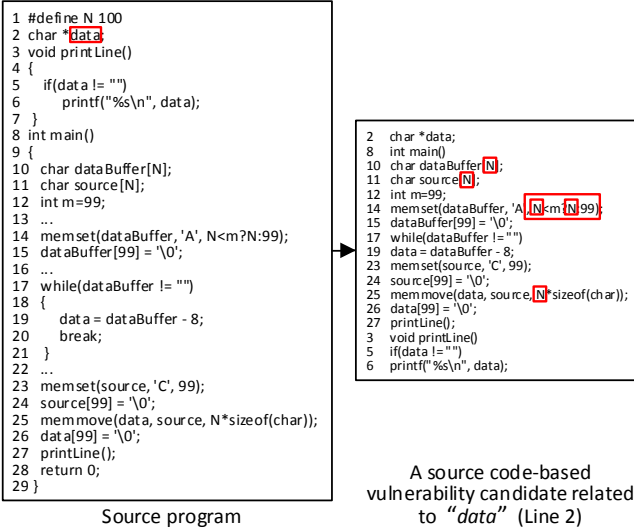 1 #define N 100
2 char *data;
3 void printLine()
4 {
5 if(data != "")
6 printf("%s\n", data);
7 }
8 int main()
9 {
10 char dataBuffer[N];
11 char source[N];
12 int m=99;
13 ...
14 memset(dataBuffer, 'A', N<m?N:99);
15 dataBuffer[99] = '\0';
16 ...
17 while(dataBuffer != "")
18 {
19 data = dataBuffer - 8;
20 break;
21 }
22 ...
23 memset(source, 'C', 99);
24 source[99] = '\0';
25 memmove(data, source, N*sizeof(char));
26 data[99] = '\0';
27 printLine();
28 return 0;
29 }
Source program
2 char *data;
8 int main()
10 char dataBuffer[N];
11 char source[N];
12 int m=99;
14 memset(dataBuffer, 'A', N<m?N:99);
15 dataBuffer[99] = '\0';
17 while(dataBuffer != "")
19 data = dataBuffer - 8;
23 memset(source, 'C', 99);
24 source[99] = '\0';
25 memmove(data, source, N*sizeof(char));
26 data[99] = '\0';
27 printLine();
3 void printLine()
5 if(data != "")
6 printf("%s\n", data);
A source code-based
vulnerability candidate related
to “data” (Line 2)